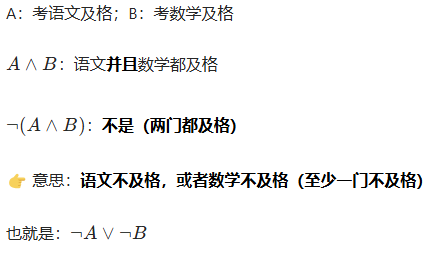 A：考语文及格；B：考数学及格
A ∧ B：语文并且数学都及格
¬(A ∧ B)：不是（两门都及格）
👉 意思：语文不及格，或者数学不及格（至少一门不及格）
也就是：¬A ∨ ¬B